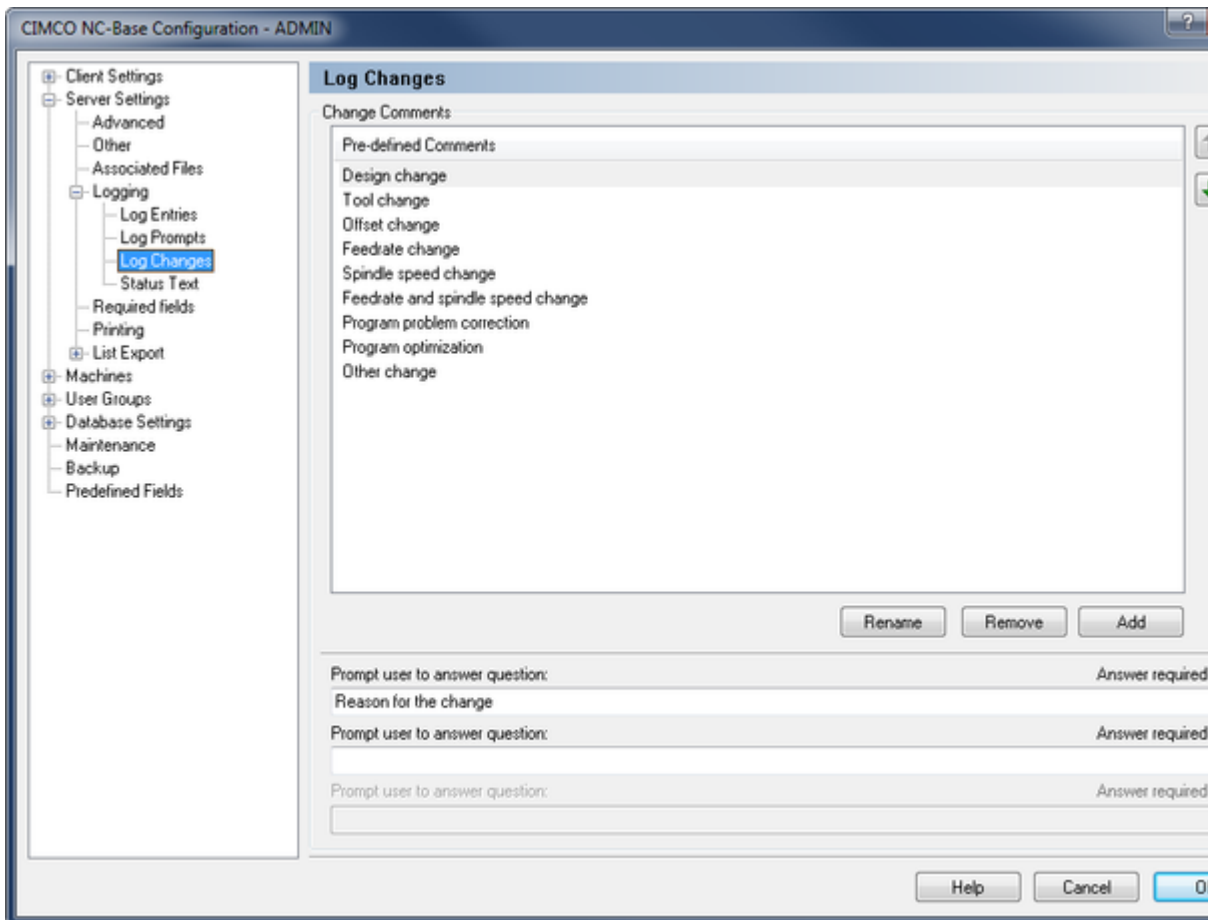 CIMCO NC-Base Configuration - ADMIN
?
Client Settings
Server Settings
Advanced
Other
Associated Files
Logging
Log Entries
Log Prompts
Log Changes
Status Text
Required fields
Printing
List Export
Machines
User Groups
Database Settings
Maintenance
Backup
Predefined Fields
Log Changes
Change Comments
Pre-defined Comments
Design change
Tool change
Offset change
Feedrate change
Spindle speed change
Feedrate and spindle speed change
Program problem correction
Program optimization
Other change
Rename Remove Add
Prompt user to answer question: Answer required
Reason for the change
Prompt user to answer question: Answer required
Prompt user to answer question: Answer required
Help Cancel